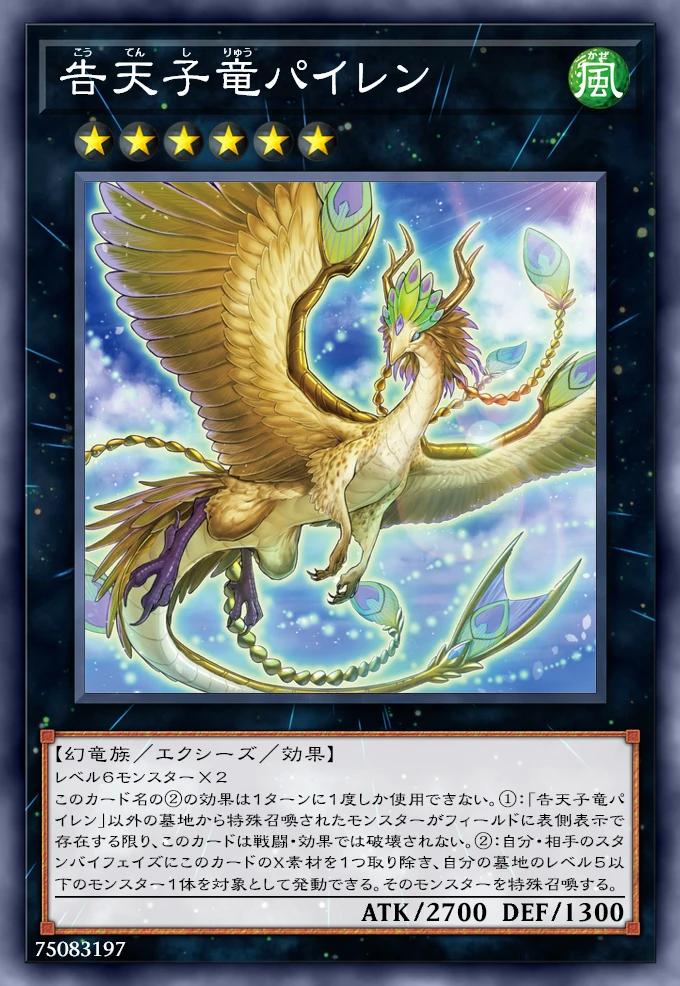 こう てん し りゅう
告天子竜パイレン
かぜ
風
【幻竜族／エクシーズ／効果】
レベル６モンスター×２
このカード名の②の効果は１ターンに１度しか使用できない。①：「告天子竜パ
イレン」以外の墓地から特殊召喚されたモンスターがフィールドに表側表示で
存在する限り、このカードは戦闘・効果では破壊されない。②：自分・相手のスタ
ンバイフェイズにこのカードのX素材を１つ取り除き、自分の墓地のレベル５以
下のモンスター１体を対象として発動できる。そのモンスターを特殊召喚する。
ATK/2700 DEF/1300
75083197